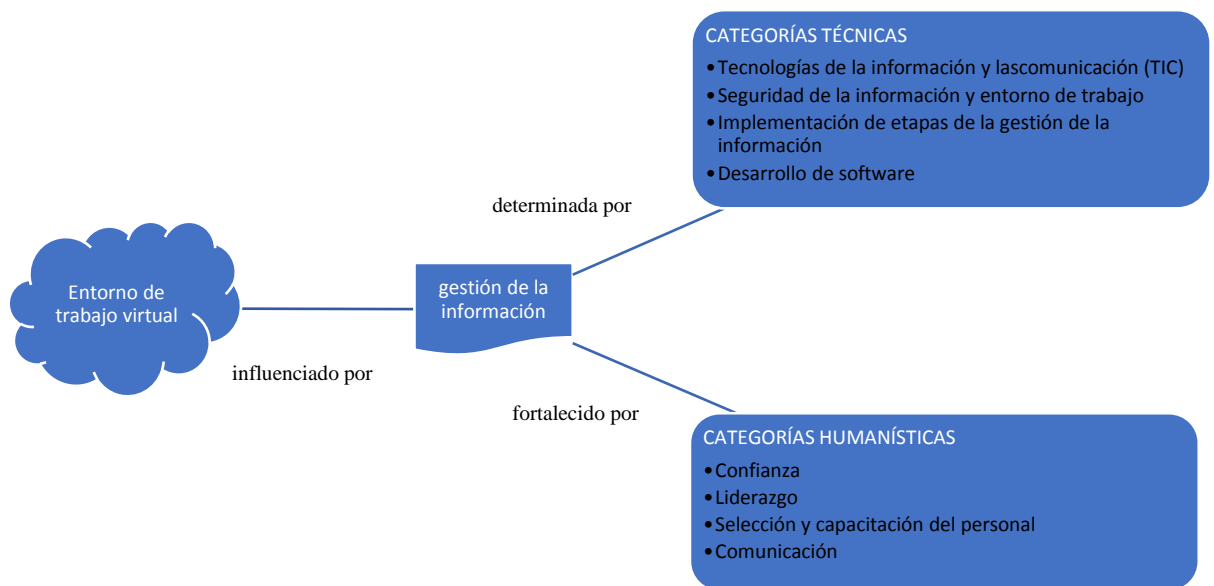 CATEGORÍAS TÉCNICAS
•Tecnologías de la información y lascomunicación (TIC)
•Seguridad de la información y entorno de trabajo
•Implementación de etapas de la gestión de la
información
•Desarrollo de software
determinada por
Entorno de
trabajo virtual
gestión de la
información
influenciado por
fortalecido por
CATEGORÍAS HUMANÍSTICAS
•Confianza
•Liderazgo
•Selección y capacitación del personal
•Comunicación